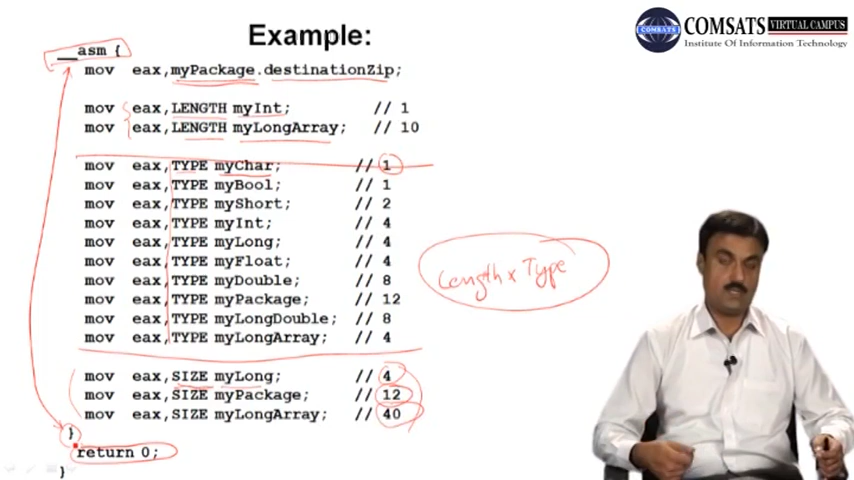 Example:
COMSATS VIRTUAL CAMPUS
Institute Of Information Technology
__asm {
mov eax,myPackage.destinationZip;
mov eax,LENGTH myInt; // 1
mov eax,LENGTH myLongArray; // 10
mov eax,TYPE myChar; // 1
mov eax,TYPE myBool; // 1
mov eax,TYPE myShort; // 2
mov eax,TYPE myInt; // 4
mov eax,TYPE myLong; // 4
mov eax,TYPE myFloat; // 4
mov eax,TYPE myDouble; // 8
mov eax,TYPE myPackage; // 12
mov eax,TYPE myLongDouble; // 8
mov eax,TYPE myLongArray; // 4
Length x Type
mov eax,SIZE myLong; // 4
mov eax,SIZE myPackage; // 12
mov eax,SIZE myLongArray; // 40
}
return 0;
}